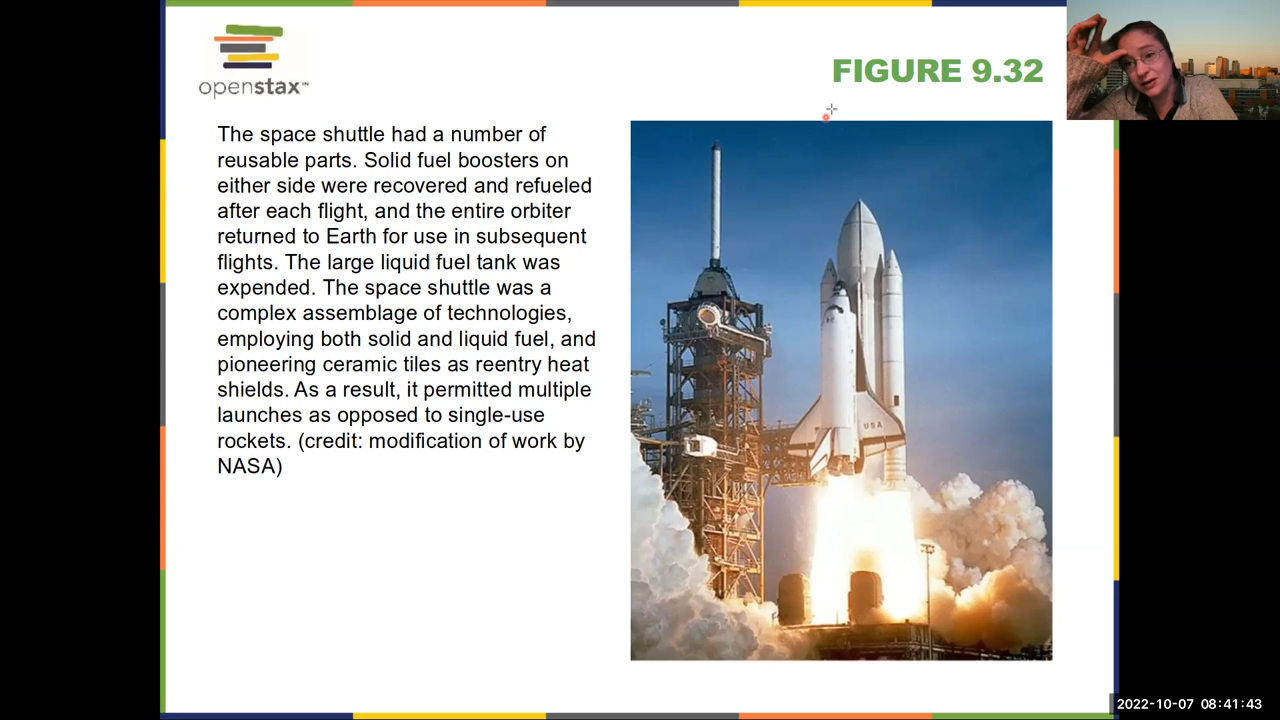 openstax™
FIGURE 9.32
The space shuttle had a number of
reusable parts. Solid fuel boosters on
either side were recovered and refueled
after each flight, and the entire orbiter
returned to Earth for use in subsequent
flights. The large liquid fuel tank was
expended. The space shuttle was a
complex assemblage of technologies,
employing both solid and liquid fuel, and
pioneering ceramic tiles as reentry heat
shields. As a result, it permitted multiple
launches as opposed to single-use
rockets. (credit: modification of work by
NASA)
USA
2022-10-07 08:41:43